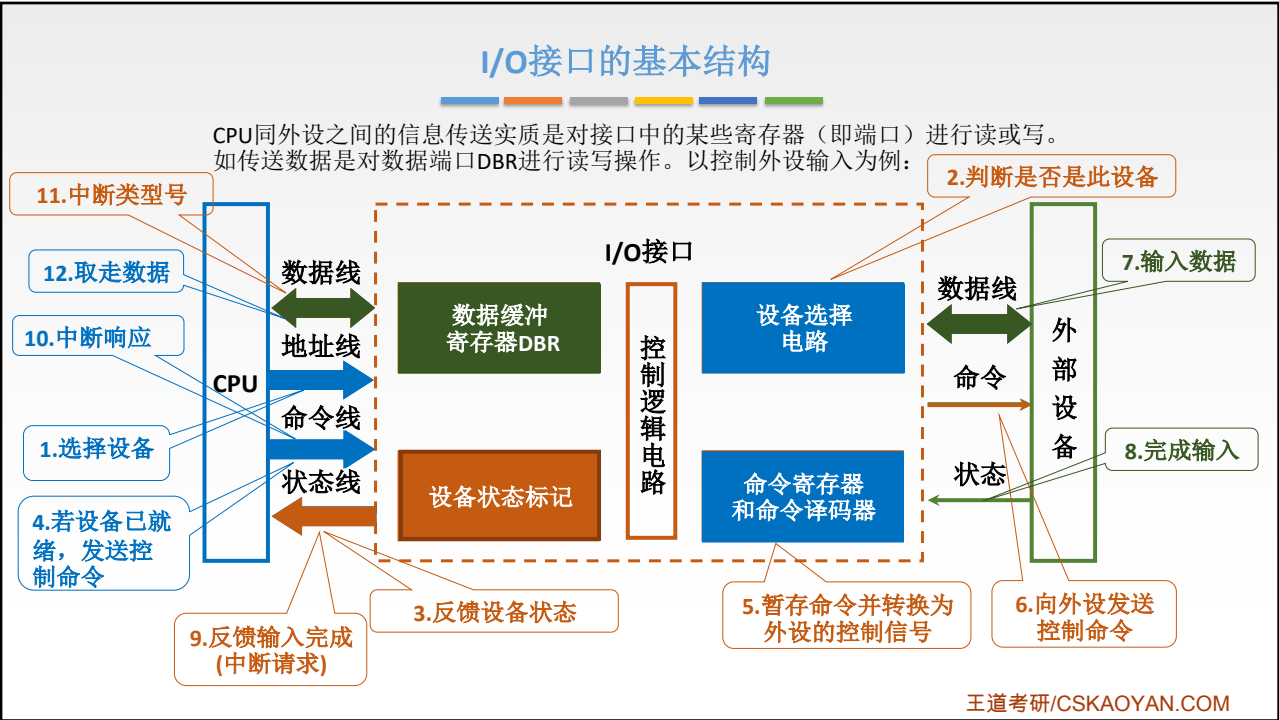 I/O接口的基本结构
CPU同外设之间的信息传送实质是对接口中的某些寄存器（即端口）进行读或写。
如传送数据是对数据端口DBR进行读写操作。以控制外设输入为例：
2.判断是否是此设备
11.中断类型号
I/O接口
12.取走数据
数据线
数据缓冲
寄存器DBR
设备选择
电路
数据线
7.输入数据
10.中断响应
地址线
CPU
控制逻辑电路
命令
外部设备
1.选择设备
命令线
状态线
设备状态标记
命令寄存器
和命令译码器
状态
8.完成输入
4.若设备已就
绪，发送控
制命令
3.反馈设备状态
9.反馈输入完成
(中断请求)
5.暂存命令并转换为
外设的控制信号
6.向外设发送
控制命令
王道考研/CSKAOYAN.COM